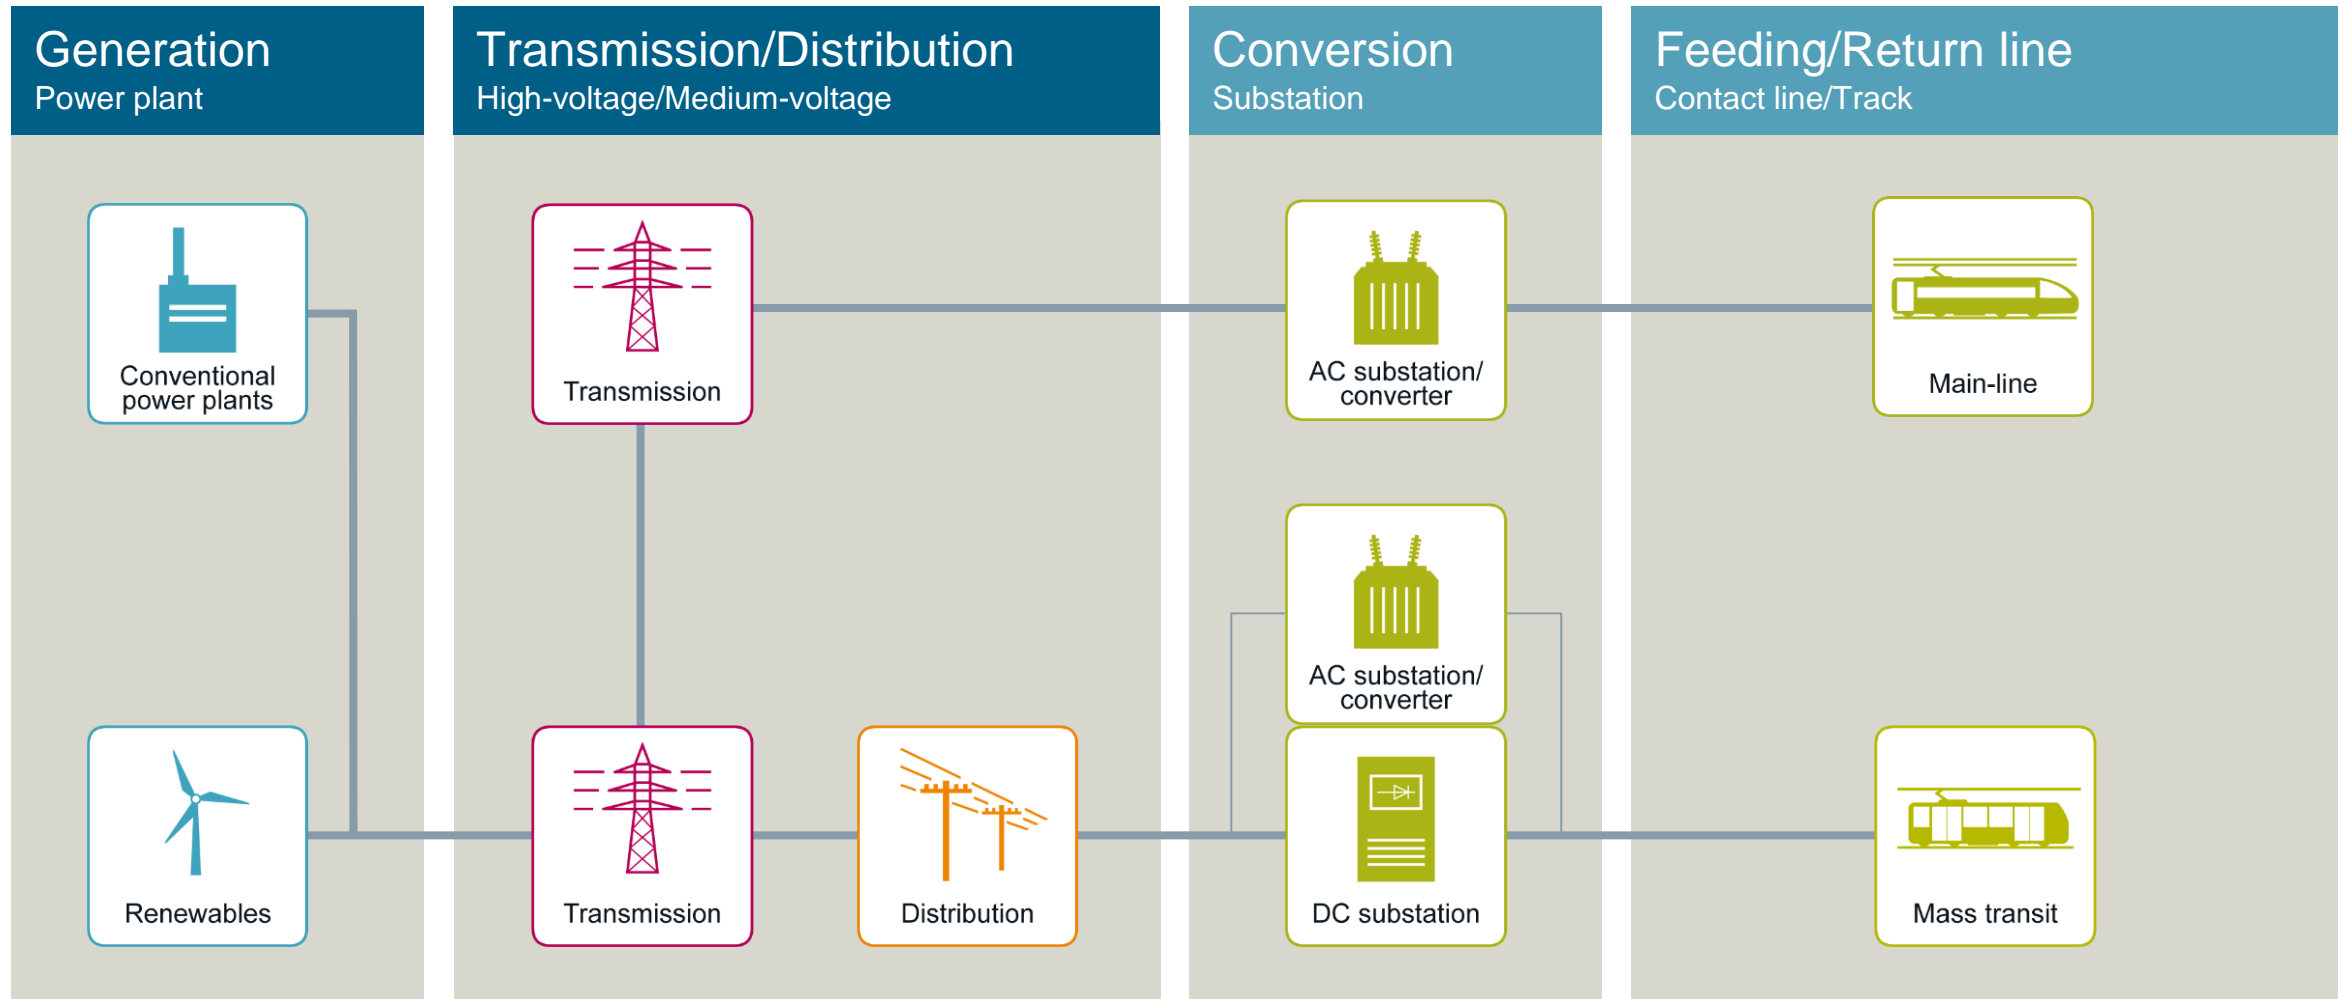 Generation
Power plant
Transmission/Distribution
High-voltage/Medium-voltage
Conversion
Substation
Feeding/Return line
Contact line/Track
Conventional
power plants
Transmission
AC substation/
converter
Main-line
AC substation/
converter
Renewables
Transmission
Distribution
DC substation
Mass transit